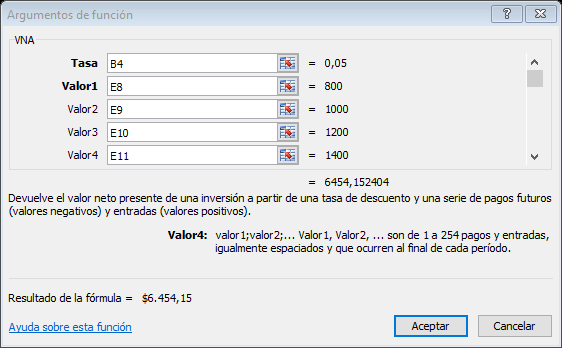 Argumentos de función
VNA
Tasa B4 = 0,05
Valor1 E8 = 800
Valor2 E9 = 1000
Valor3 E10 = 1200
Valor4 E11 = 1400
= 6454,152404
Devuelve el valor neto presente de una inversión a partir de una tasa de descuento y una serie de pagos futuros
(valores negativos) y entradas (valores positivos).
Valor4: valor1;valor2;... Valor1, Valor2, ... son de 1 a 254 pagos y entradas,
igualmente espaciados y que ocurren al final de cada período.
Resultado de la fórmula = $6.454,15
Ayuda sobre esta función
Aceptar
Cancelar